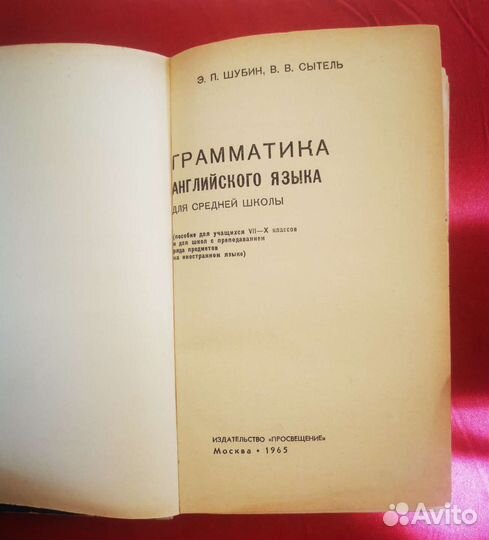 Э. П. ШУБИН, В. В. СЫТЕЛЬ
ГРАММАТИКА
АНГЛИЙСКОГО ЯЗЫКА
ДЛЯ СРЕДНЕЙ ШКОЛЫ
(пособие для учащихся VII—X классов
и для школ с преподаванием
ряда предметов
на иностранном языке)
ИЗДАТЕЛЬСТВО «ПРОСВЕЩЕНИЕ»
Москва • 1965
Avito